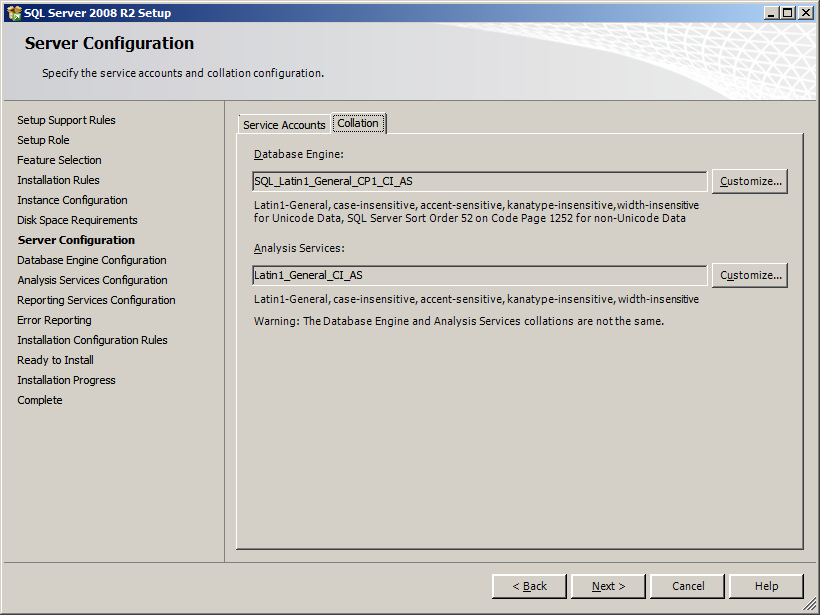 SQL Server 2008 R2 Setup
Server Configuration
Specify the service accounts and collation configuration.
Setup Support Rules
Setup Role
Feature Selection
Installation Rules
Instance Configuration
Disk Space Requirements
Server Configuration
Database Engine Configuration
Analysis Services Configuration
Reporting Services Configuration
Error Reporting
Installation Configuration Rules
Ready to Install
Installation Progress
Complete
Service Accounts Collation
Database Engine:
SQL_Latin1_General_CP1_CI_AS Customize...
Latin1-General, case-insensitive, accent-sensitive, kanatype-insensitive, width-insensitive
for Unicode Data, SQL Server Sort Order 52 on Code Page 1252 for non-Unicode Data
Analysis Services:
Latin1_General_CI_AS Customize...
Latin1-General, case-insensitive, accent-sensitive, kanatype-insensitive, width-insensitive
Warning: The Database Engine and Analysis Services collations are not the same.
< Back Next > Cancel Help